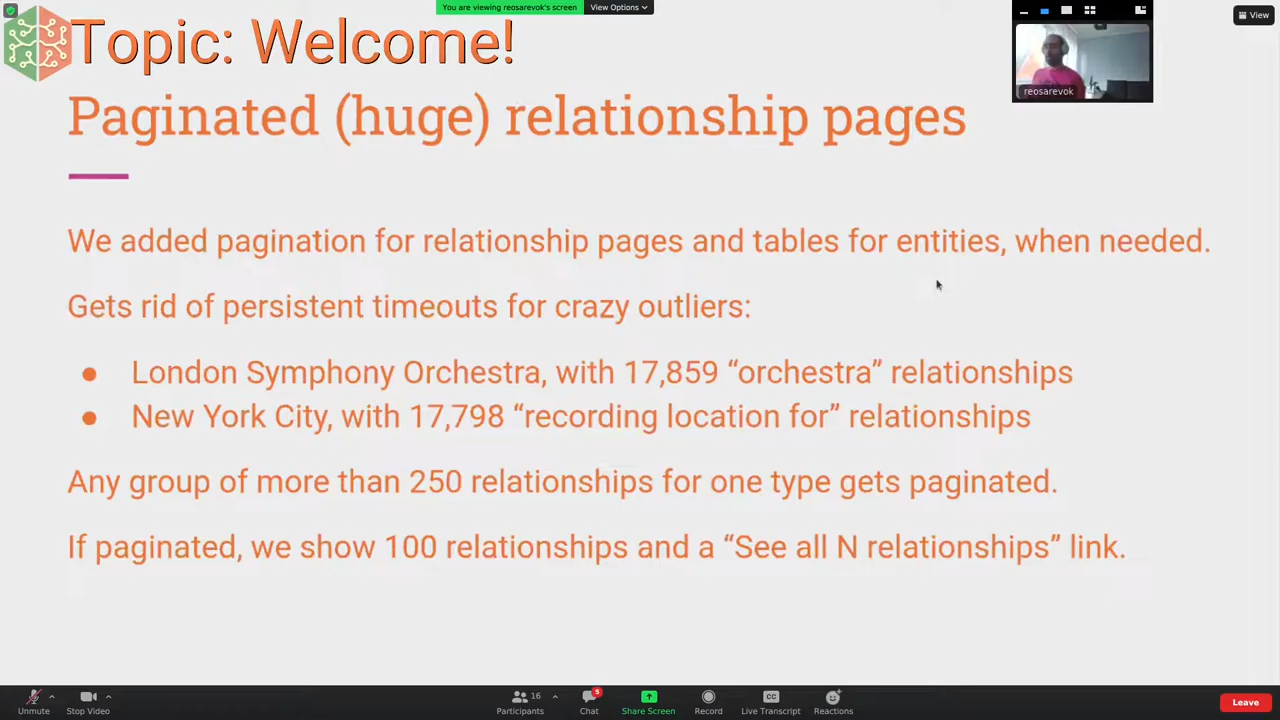 You are viewing reosarevok's screen
View Options
View
Topic: Welcome!
reosarevok
Paginated (huge) relationship pages
We added pagination for relationship pages and tables for entities, when needed.
Gets rid of persistent timeouts for crazy outliers:
● London Symphony Orchestra, with 17,859 “orchestra” relationships
● New York City, with 17,798 “recording location for” relationships
Any group of more than 250 relationships for one type gets paginated.
If paginated, we show 100 relationships and a “See all N relationships” link.
Unmute
Stop Video
16
Participants
5
Chat
Share Screen
Record
CC
Live Transcript
Reactions
Leave